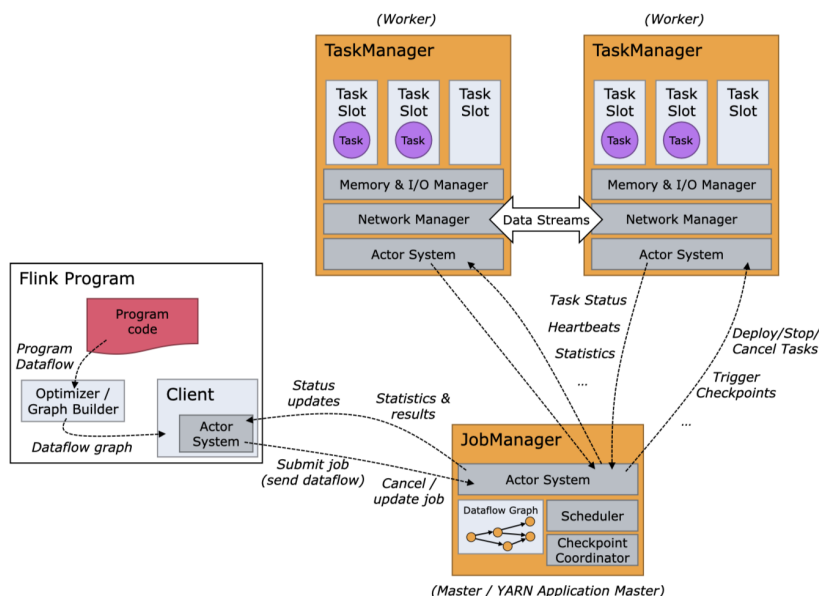 (Worker)
(Worker)
TaskManager
TaskManager
Task
Slot
Task
Task
Slot
Task
Task
Slot
Task
Slot
Task
Task
Slot
Task
Task
Slot
Memory & I/O Manager
Memory & I/O Manager
Network Manager
Data Streams
Network Manager
Actor System
Actor System
Flink Program
Program
code
Program
Dataflow
Optimizer /
Graph Builder
Dataflow graph
Client
Actor
System
Status
updates
Statistics &
results
Submit job
(send dataflow)
Cancel /
update job
Task Status
Heartbeats
Statistics
...
Deploy/Stop/
Cancel Tasks
Trigger
Checkpoints
...
JobManager
Actor System
Dataflow Graph
Scheduler
Checkpoint
Coordinator
(Master / YARN Application Master)